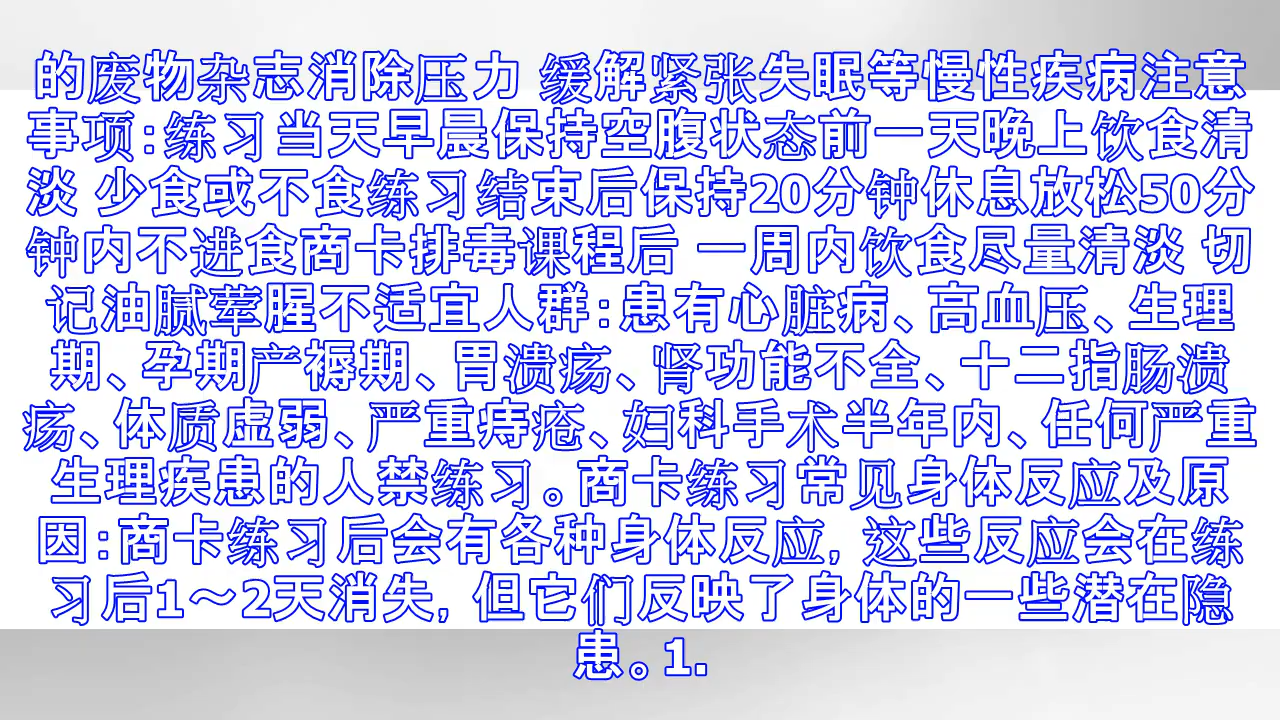 的废物杂志消除压力 缓解紧张失眠等慢性疾病注意
事项:练习当天早晨保持空腹状态前一天晚上饮食清
淡 少食或不食练习结束后保持20分钟休息放松50分
钟内不进食商卡排毒课程后 一周内饮食尽量清淡 切
记油腻荤腥不适宜人群:患有心脏病、高血压、生理
期、孕期产褥期、胃溃疡、肾功能不全、十二指肠溃
疡、体质虚弱、严重痔疮、妇科手术半年内、任何严重
生理疾患的人禁练习。商卡练习常见身体反应及原
因:商卡练习后会有各种身体反应, 这些反应会在练
习后1～2天消失, 但它们反映了身体的一些潜在隐
患。1.